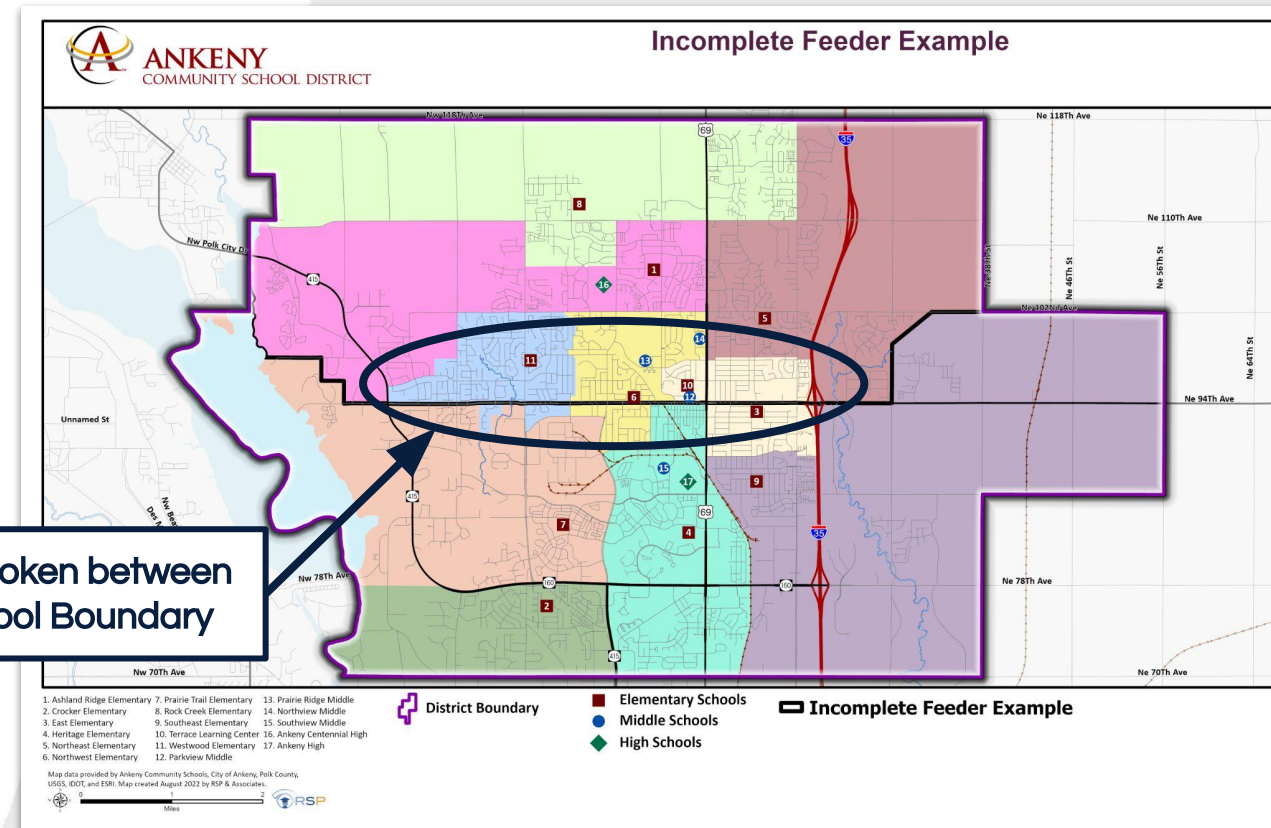 ANKENY
COMMUNITY SCHOOL DISTRICT
Incomplete Feeder Example
Nw 118Th Ave
Ne 118Th Ave
69
35
8
Ne 110Th Ave
Nw Polk City
415
1
16
Ne 38Th St
Ne 46Th St
Ne 56Th St
Ne 102Nd Ave
5
14
11
13
10
12
6
3
Ne 64Th St
Ne 94Th Ave
Unnamed St
15
17
9
415
69
7
4
35
Nw 78Th Ave
160
160
Ne 78Th Ave
2
415
between
Boundary
Nw 70Th Ave
Ne 70Th Ave
1. Ashland Ridge Elementary 7. Prairie Trail Elementary 13. Prairie Ridge Middle
2. Crocker Elementary 8. Rock Creek Elementary 14. Northview Middle
3. East Elementary 9. Southeast Elementary 15. Southview Middle
4. Heritage Elementary 10. Terrace Learning Center 16. Ankeny Centennial High
5. Northeast Elementary 11. Westwood Elementary 17. Ankeny High
6. Northwest Elementary 12. Parkview Middle
District Boundary
Elementary Schools
Middle Schools
High Schools
Incomplete Feeder Example
Map data provided by Ankeny Community Schools, City of Ankeny, Polk County,
USGS, IDOT, and ESRI. Map created August 2022 by RSP & Associates.
0 1 2
Miles
RSP